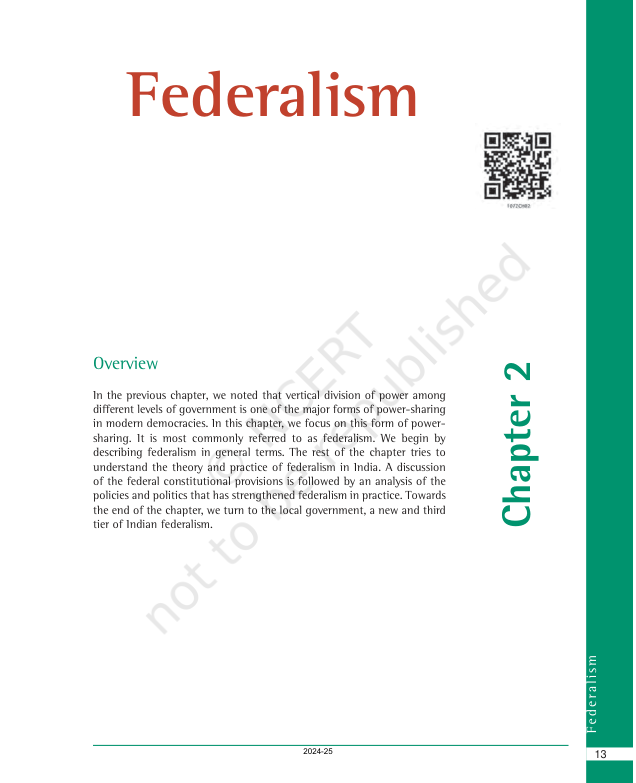 Federalism
1072CH02
Overview
In the previous chapter, we noted that vertical division of power among
different levels of government is one of the major forms of power-sharing
in modern democracies. In this chapter, we focus on this form of power-
sharing. It is most commonly referred to as federalism. We begin by
describing federalism in general terms. The rest of the chapter tries to
understand the theory and practice of federalism in India. A discussion
of the federal constitutional provisions is followed by an analysis of the
policies and politics that has strengthened federalism in practice. Towards
the end of the chapter, we turn to the local government, a new and third
tier of Indian federalism.
Chapter 2
© NCERT
not to be republished
Federalism
2024-25
13